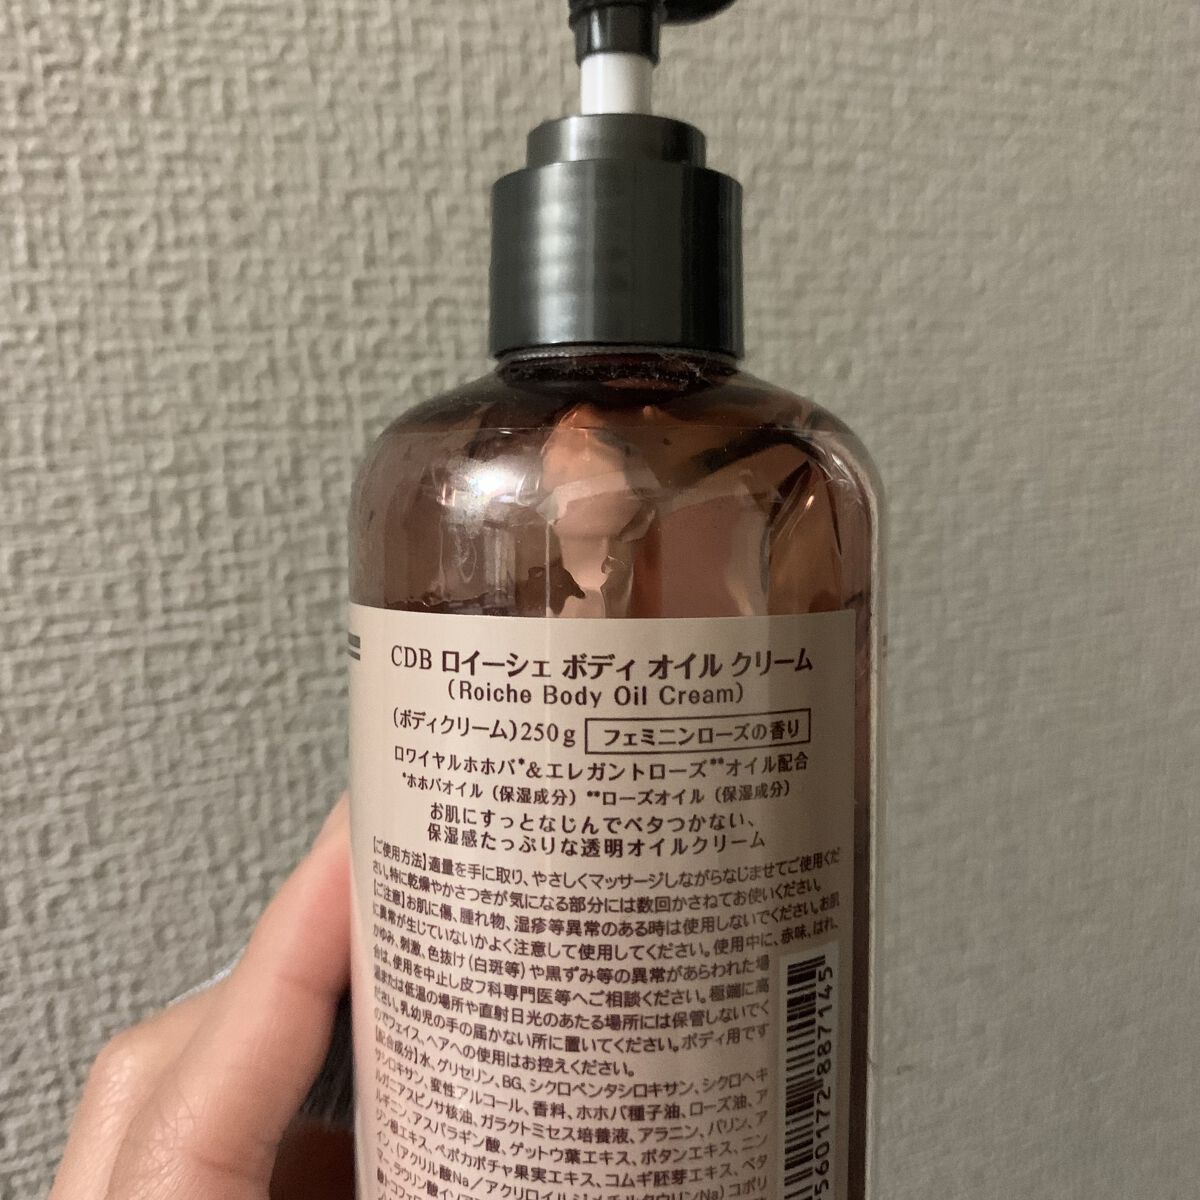 CDB ロイーシェ ボディ オイル クリーム
(Roiche Body Oil Cream)
(ボディクリーム)250g フェミニンローズの香り
ロワイヤルホホバ*&エレガントローズ**オイル配合
*ホホバオイル（保湿成分）**ローズオイル（保湿成分）
お肌にすっとなじんでベタつかない、
保湿感たっぷりな透明オイルクリーム
【ご使用方法】適量を手に取り、やさしくマッサージしながらなじませてご使用くだ
さい。特に乾燥やかさつきが気になる部分には数回かさねてお使いください。
【ご注意】お肌に傷、腫れ物、湿疹等異常のある時は使用しないでください。お肌
に異常が生じていないかよく注意して使用してください。使用中に、赤味、はれ、
かゆみ、刺激、色抜け(白斑等)や黒ずみ等の異常があらわれた場
合は、使用を中止し皮フ科専門医等へご相談ください。極端に高
温または低温の場所や直射日光のあたる場所には保管しないでく
ださい。乳幼児の手の届かない所に置いてください。ボディ用です
のでフェイス、ヘアへの使用はお控えください。
【配合成分】水、グリセリン、BG、シクロペンタシロキサン、シクロヘキ
サシロキサン、変性アルコール、香料、ホホバ種子油、ローズ油、ア
ルガニアスピノサ核油、ガラクトミセス培養液、アラニン、バリン、ア
ルギニン、アスパラギン酸、ゲットウ葉エキス、ボタンエキス、ニン
ジン根エキス、ペポカボチャ果実エキス、コムギ胚芽エキス、ベタ
イン、(アクリル酸Na／アクリロイルジメチルタウリンNa)コポリ
マー、ラウリン酸イソ
酸トコフェロ
560172887145